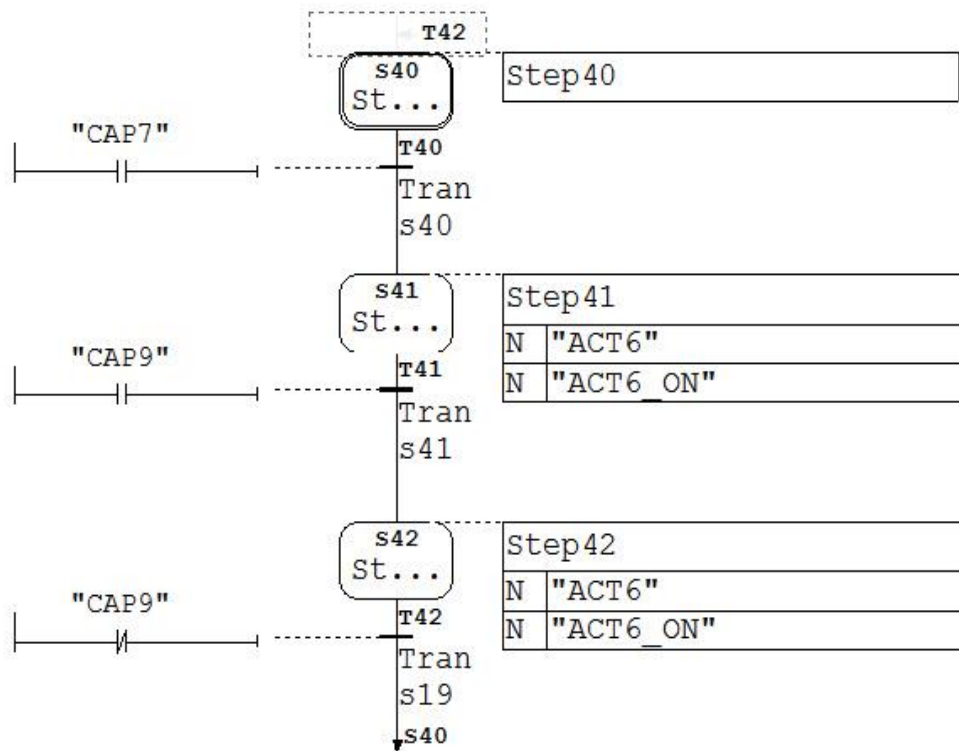 T42
S40
St...
Step40
"CAP7"
T40
Tran
s40
S41
St...
Step41
N "ACT6"
N "ACT6_ON"
"CAP9"
T41
Tran
s41
S42
St...
Step42
N "ACT6"
N "ACT6_ON"
"CAP9"
T42
Tran
s19
S40